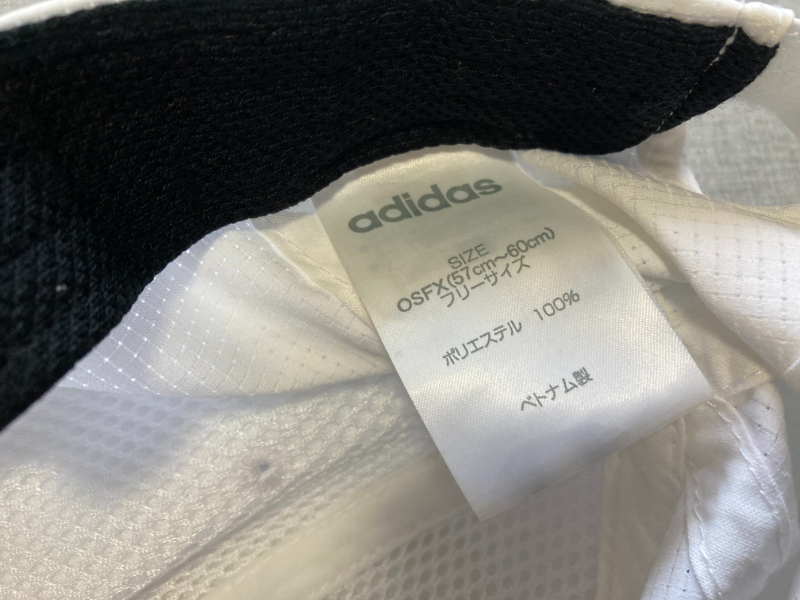 adidas
SIZE
OSFX(57cm～60cm)
フリーサイズ
ポリエステル 100%
ベトナム製